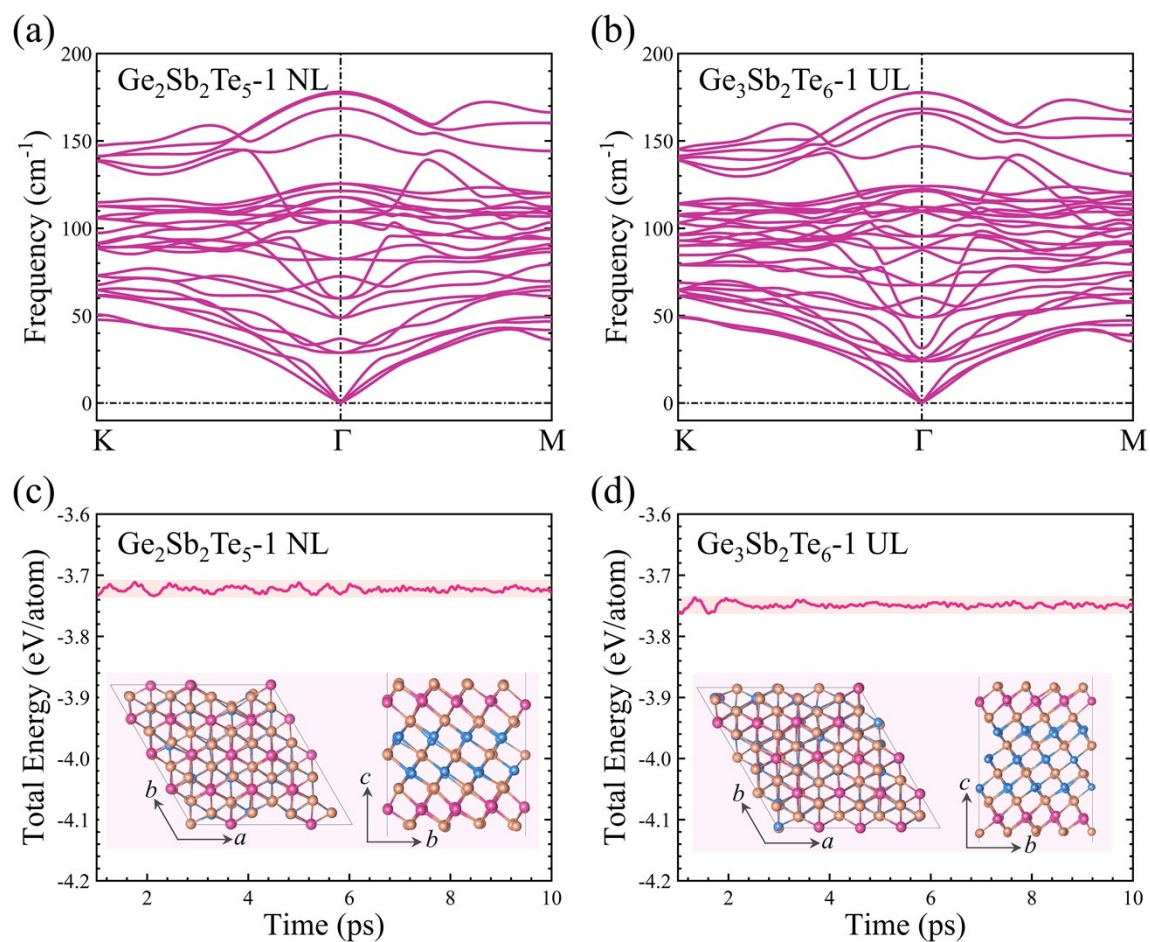 (a)
(b)
Ge₂Sb₂Te₅-1 NL
Ge₃Sb₂Te₆-1 UL
Frequency (cm⁻¹)
200
150
100
50
0
K
Γ
M
Frequency (cm⁻¹)
200
150
100
50
0
K
Γ
M
(c)
(d)
Ge₂Sb₂Te₅-1 NL
Ge₃Sb₂Te₆-1 UL
Total Energy (eV/atom)
-3.6
-3.7
-3.8
-3.9
-4.0
-4.1
-4.2
b
a
c
b
2
4
6
8
10
Time (ps)
Total Energy (eV/atom)
-3.6
-3.7
-3.8
-3.9
-4.0
-4.1
-4.2
b
a
c
b
2
4
6
8
10
Time (ps)